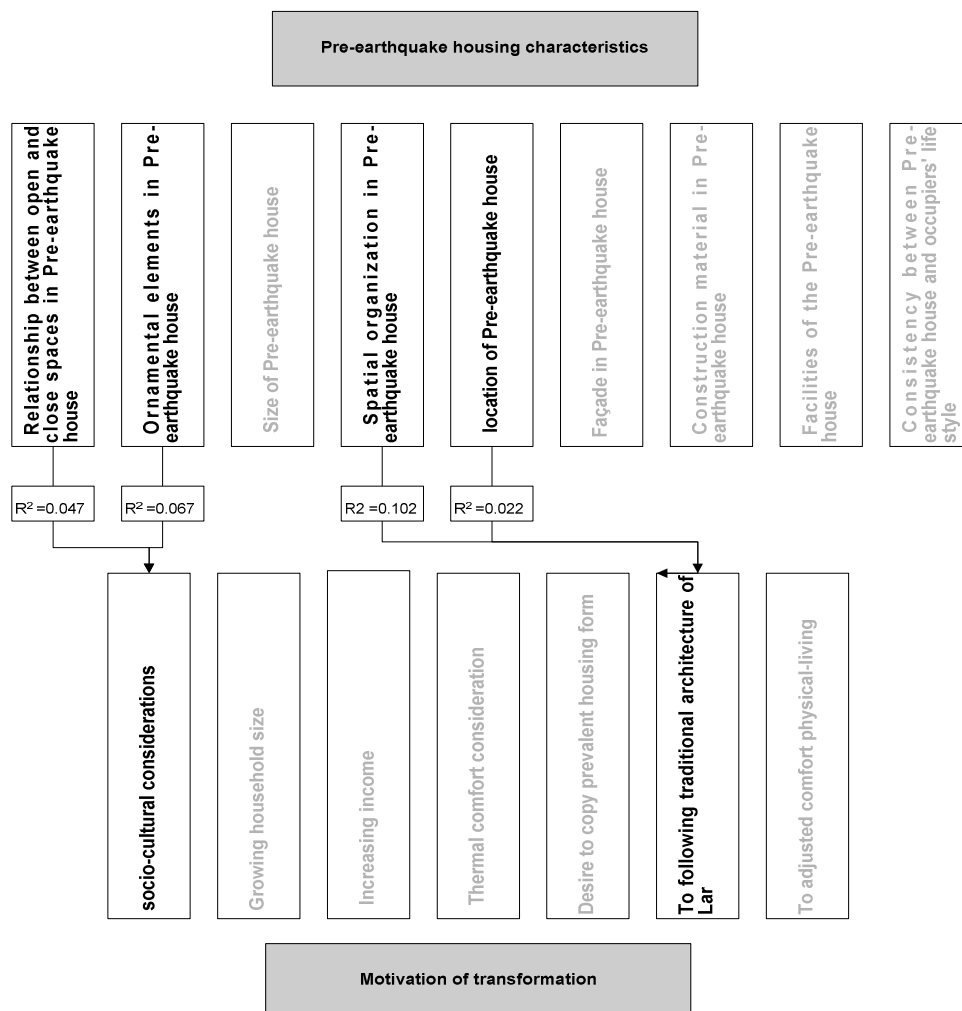 Pre-earthquake housing characteristics
Relationship between open and
close spaces in Pre-earthquake
house
Ornamental elements in Pre-
earthquake house
Size of Pre-earthquake house
Spatial organization in Pre-
earthquake house
location of Pre-earthquake house
Façade in Pre-earthquake house
Construction material in Pre-
earthquake house
Facilities of the Pre-earthquake
house
Consistency between Pre-
earthquake house and occupiers' life
style
R² =0.047
R² =0.067
R2 =0.102
R² =0.022
socio-cultural considerations
Growing household size
Increasing income
Thermal comfort consideration
Desire to copy prevalent housing form
To following traditional architecture of
Lar
To adjusted comfort physical-living
Motivation of transformation